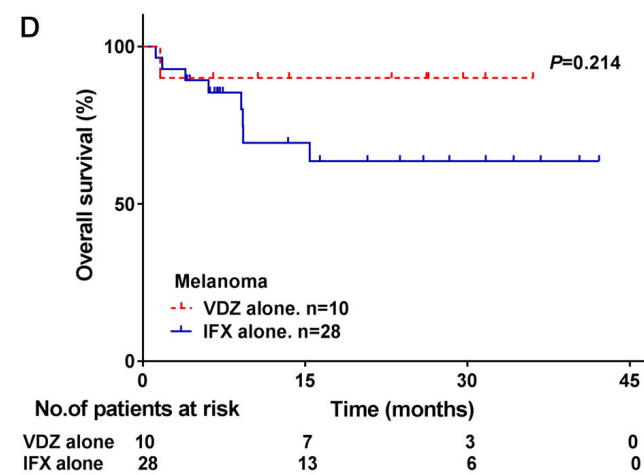 D
Overall survival (%)
100
50
0
P=0.214
Melanoma
VDZ alone. n=10
IFX alone. n=28
0 15 30 45
No.of patients at risk Time (months)
VDZ alone 10 7 3 0
IFX alone 28 13 6 0